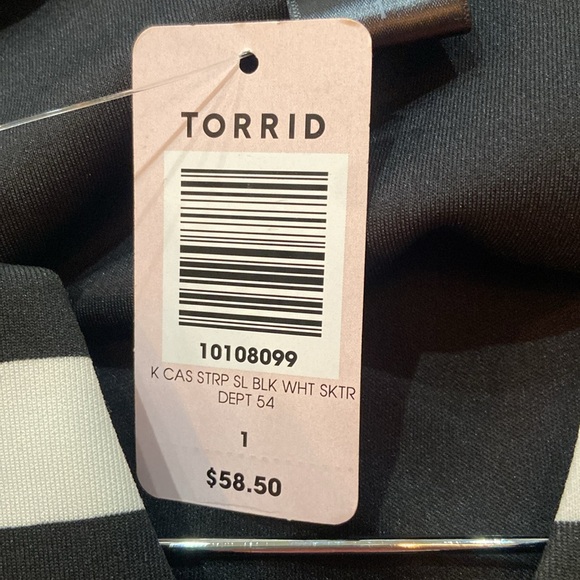 TORRID
10108099
K CAS STRP SL BLK WHT SKTR
DEPT 54
1
$58.50